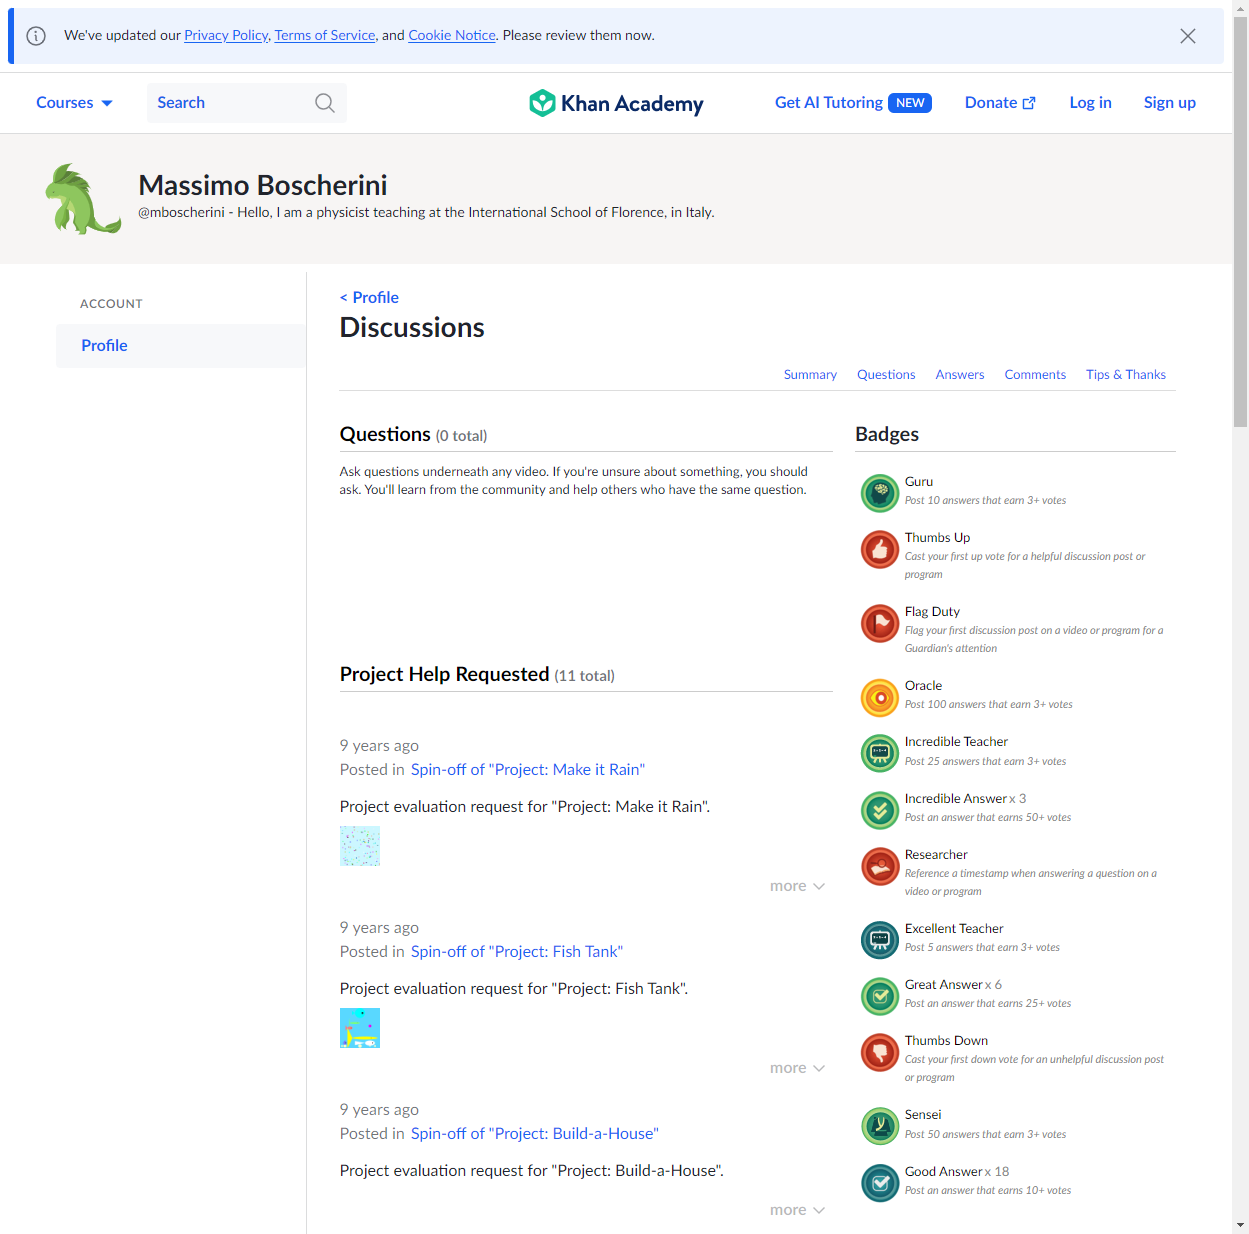 We've updated our Privacy Policy, Terms of Service, and Cookie Notice. Please review them now.
Courses
Search
Khan Academy
Get AI Tutoring NEW
Donate
Log in
Sign up
Massimo Boscherini
@mboscherini - Hello, I am a physicist teaching at the International School of Florence, in Italy.
ACCOUNT
Profile
< Profile
Discussions
Summary
Questions
Answers
Comments
Tips & Thanks
Questions (0 total)
Ask questions underneath any video. If you're unsure about something, you should
ask. You'll learn from the community and help others who have the same question.
Project Help Requested (11 total)
9 years ago
Posted in Spin-off of "Project: Make it Rain"
Project evaluation request for "Project: Make it Rain".
more
9 years ago
Posted in Spin-off of "Project: Fish Tank"
Project evaluation request for "Project: Fish Tank".
more
9 years ago
Posted in Spin-off of "Project: Build-a-House"
Project evaluation request for "Project: Build-a-House".
more
Badges
Guru
Post 10 answers that earn 3+ votes
Thumbs Up
Cast your first up vote for a helpful discussion post or
program
Flag Duty
Flag your first discussion post on a video or program for a
Guardian's attention
Oracle
Post 100 answers that earn 3+ votes
Incredible Teacher
Post 25 answers that earn 3+ votes
Incredible Answer x 3
Post an answer that earns 50+ votes
Researcher
Reference a timestamp when answering a question on a
video or program
Excellent Teacher
Post 5 answers that earn 3+ votes
Great Answer x 6
Post an answer that earns 25+ votes
Thumbs Down
Cast your first down vote for an unhelpful discussion post
or program
Sensei
Post 50 answers that earn 3+ votes
Good Answer x 18
Post an answer that earns 10+ votes